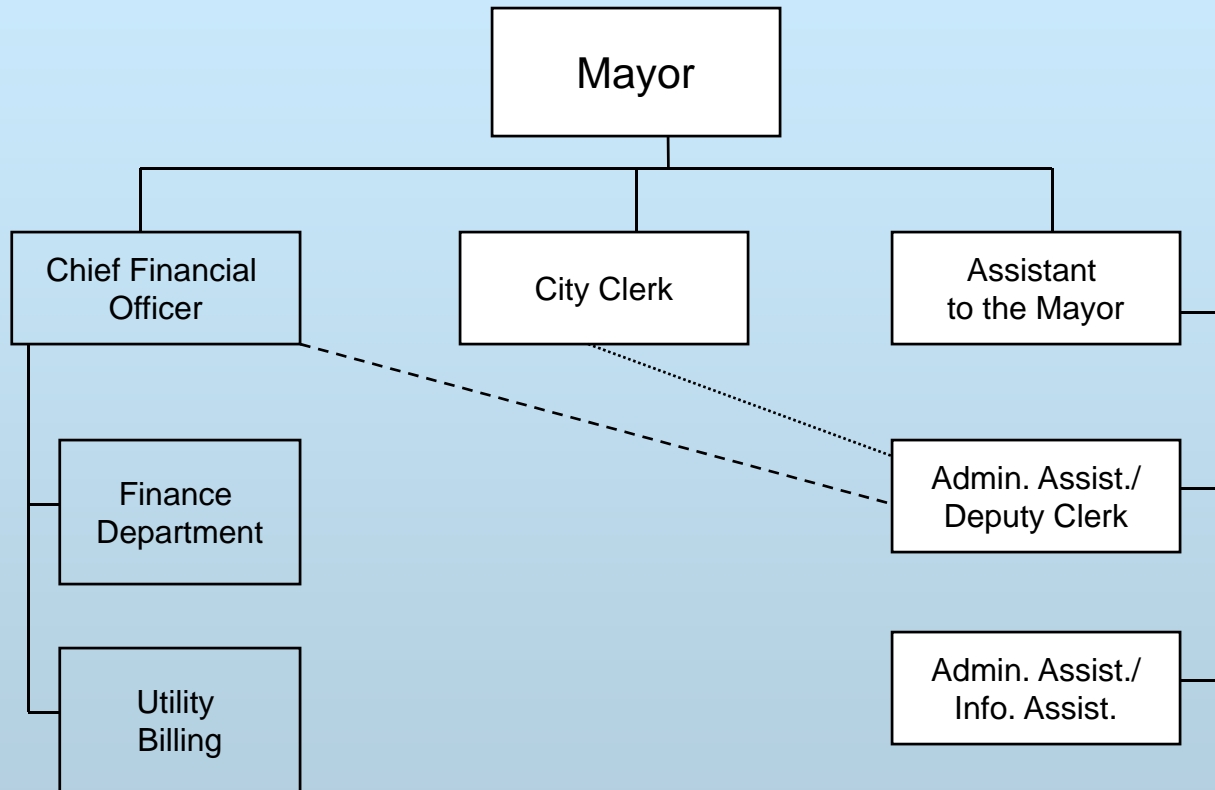 Mayor
Chief Financial
Officer
City Clerk
Assistant
to the Mayor
Finance
Department
Admin. Assist./
Deputy Clerk
Utility
Billing
Admin. Assist./
Info. Assist.